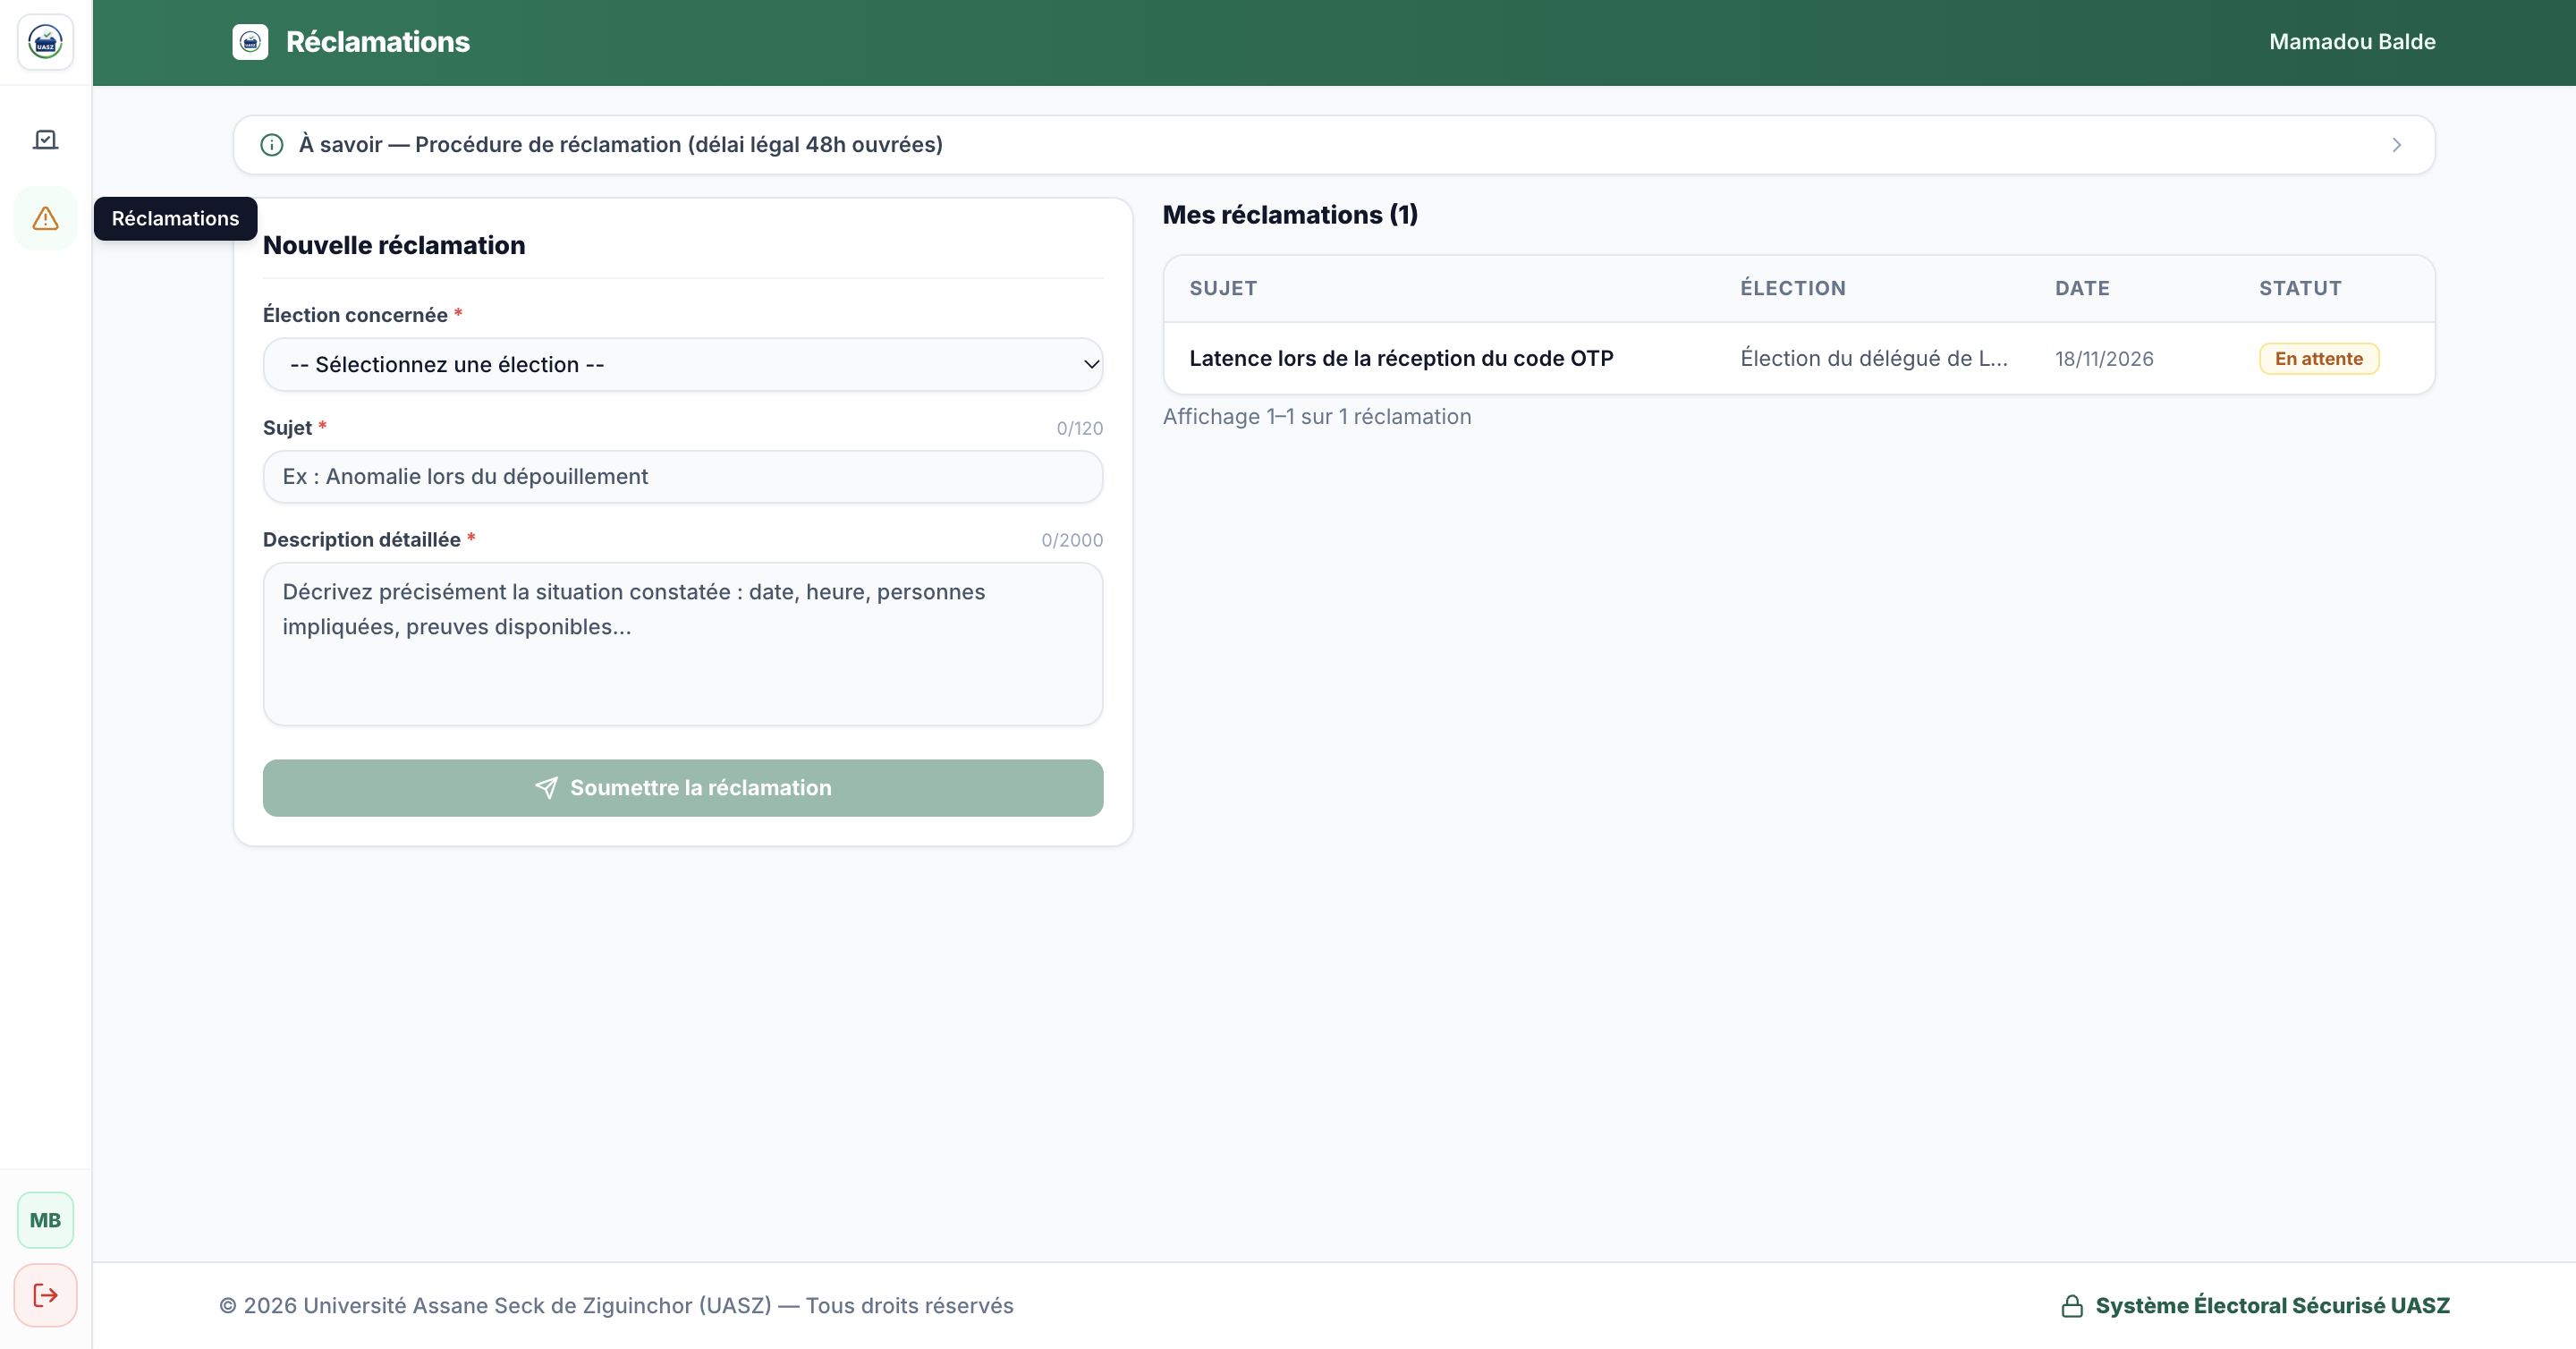 UASZ
Réclamations
Mamadou Balde
À savoir — Procédure de réclamation (délai légal 48h ouvrées)
Réclamations
Nouvelle réclamation
Élection concernée *
-- Sélectionnez une élection --
Sujet *
0/120
Ex : Anomalie lors du dépouillement
Description détaillée *
0/2000
Décrivez précisément la situation constatée : date, heure, personnes
impliquées, preuves disponibles...
Soumettre la réclamation
Mes réclamations (1)
SUJET ÉLECTION DATE STATUT
Latence lors de la réception du code OTP Élection du délégué de L... 18/11/2026 En attente
Affichage 1–1 sur 1 réclamation
MB
© 2026 Université Assane Seck de Ziguinchor (UASZ) — Tous droits réservés
Système Électoral Sécurisé UASZ